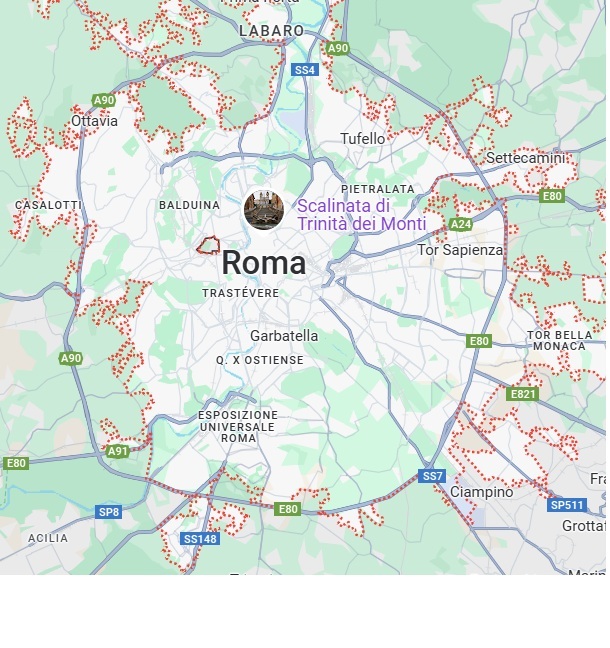 LABARO
A90
SS4
A90
Ottavia
Tufello
Settecamini
PIETRALATA
E80
CASALOTTI
BALDUINA
Scalinata di
Trinità dei Monti
A24
Tor Sapienza
Roma
TRASTÉVERE
Garbatella
E80
TOR BELLA
MONACA
A90
Q. X OSTIENSE
E821
ESPOSIZIONE
UNIVERSALE
ROMA
A91
E80
SS7
Ciampino
SP8
E80
SP511
Grottaf
ACILIA
SS148